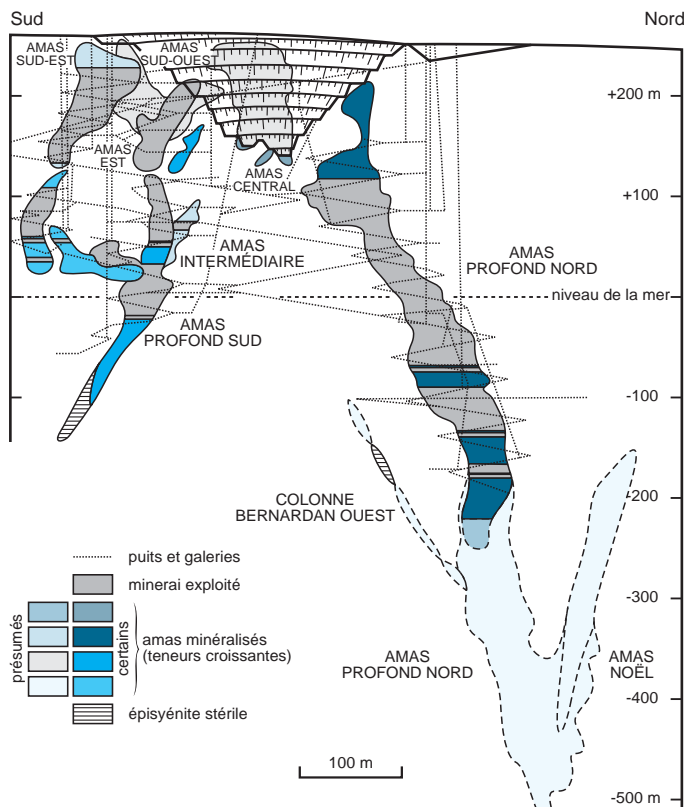 Sud
Nord
AMAS
SUD-EST
AMAS
SUD-OUEST
+200 m
AMAS
EST
AMAS
CENTRAL
+100
AMAS
INTERMÉDIAIRE
AMAS
PROFOND NORD
niveau de la mer
AMAS
PROFOND SUD
-100
COLONNE
BERNARDAN OUEST
-200
puits et galeries
minerai exploité
-300
présumés
certains
amas minéralisés
(teneurs croissantes)
AMAS
PROFOND NORD
AMAS
NOËL
-400
épisyénite stérile
100 m
-500 m